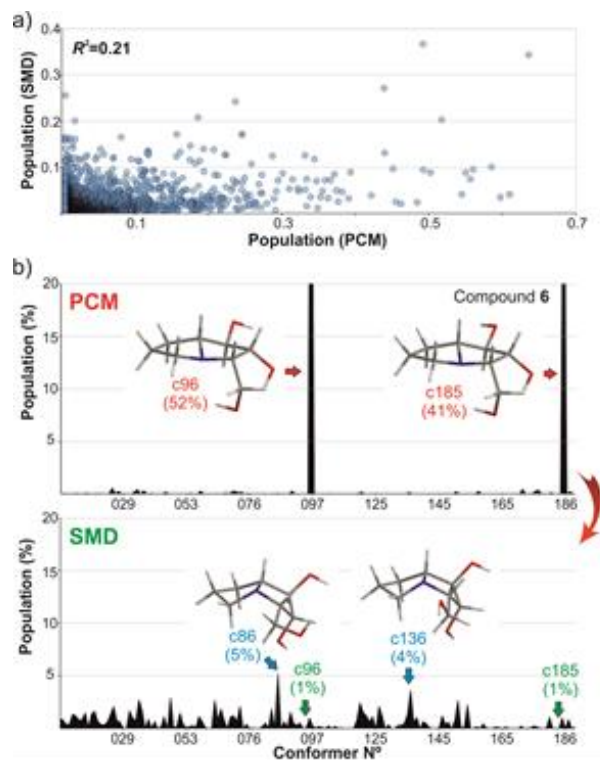 a)
0.4
R²=0.21
0.3
0.2
0.1
Population (SMD)
0.1
0.3
0.5
0.7
Population (PCM)
b)
20
15
10
5
Population (%)
PCM
Compound 6
c96
(52%)
c185
(41%)
029
053
076
097
125
145
165
186
SMD
20
15
10
5
Population (%)
c86
(5%)
c96
(1%)
c136
(4%)
c185
(1%)
029
053
076
097
125
145
155
186
Conformer Nº